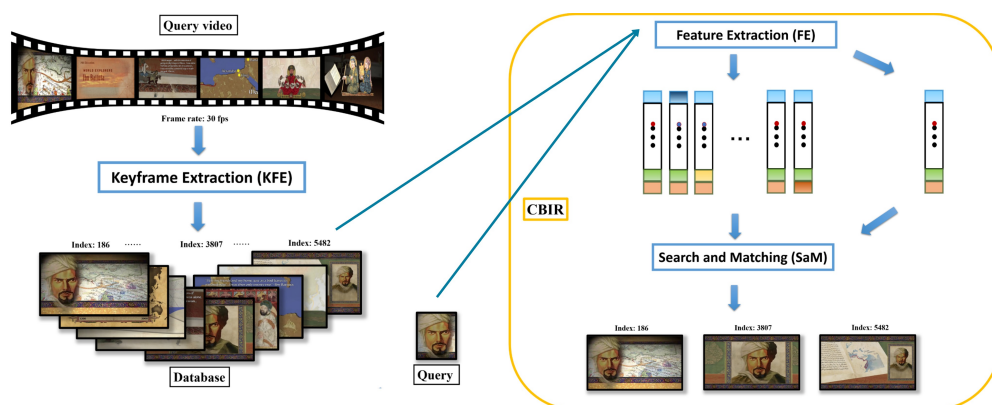 Query video
Frame rate: 30 fps
Keyframe Extraction (KFE)
Index: 186 ...... Index: 3807 ...... Index: 5482
Database
Query
CBIR
Feature Extraction (FE)
...
Search and Matching (SaM)
Index: 186 Index: 3807 Index: 5482